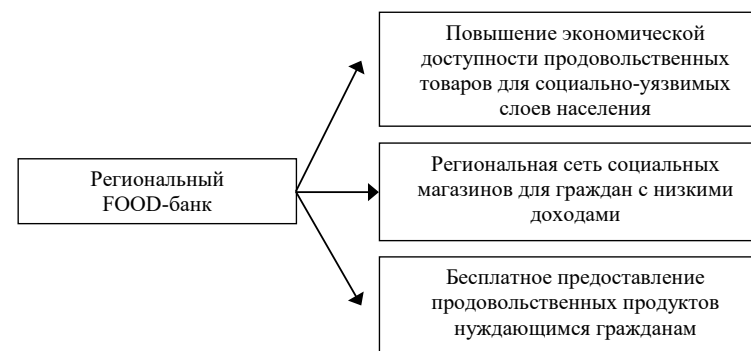 Повышение экономической
доступности продовольственных
товаров для социально-уязвимых
слоев населения
Региональный
FOOD-банк
Региональная сеть социальных
магазинов для граждан с низкими
доходами
Бесплатное предоставление
продовольственных продуктов
нуждающимся гражданам